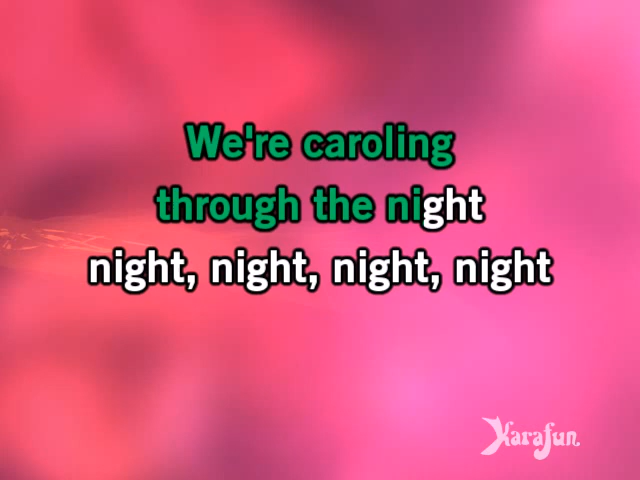 We're caroling
through the night
night, night, night, night
Karafun